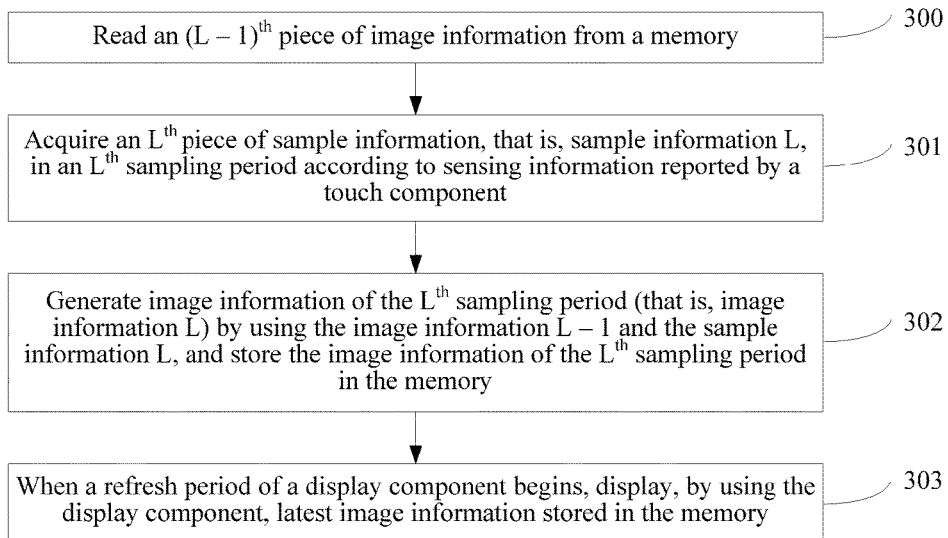 Read an (L – 1)th piece of image information from a memory
300
Acquire an Lth piece of sample information, that is, sample information L,
in an Lth sampling period according to sensing information reported by a
touch component
301
Generate image information of the Lth sampling period (that is, image
information L) by using the image information L – 1 and the sample
information L, and store the image information of the Lth sampling period
in the memory
302
When a refresh period of a display component begins, display, by using the
display component, latest image information stored in the memory
303